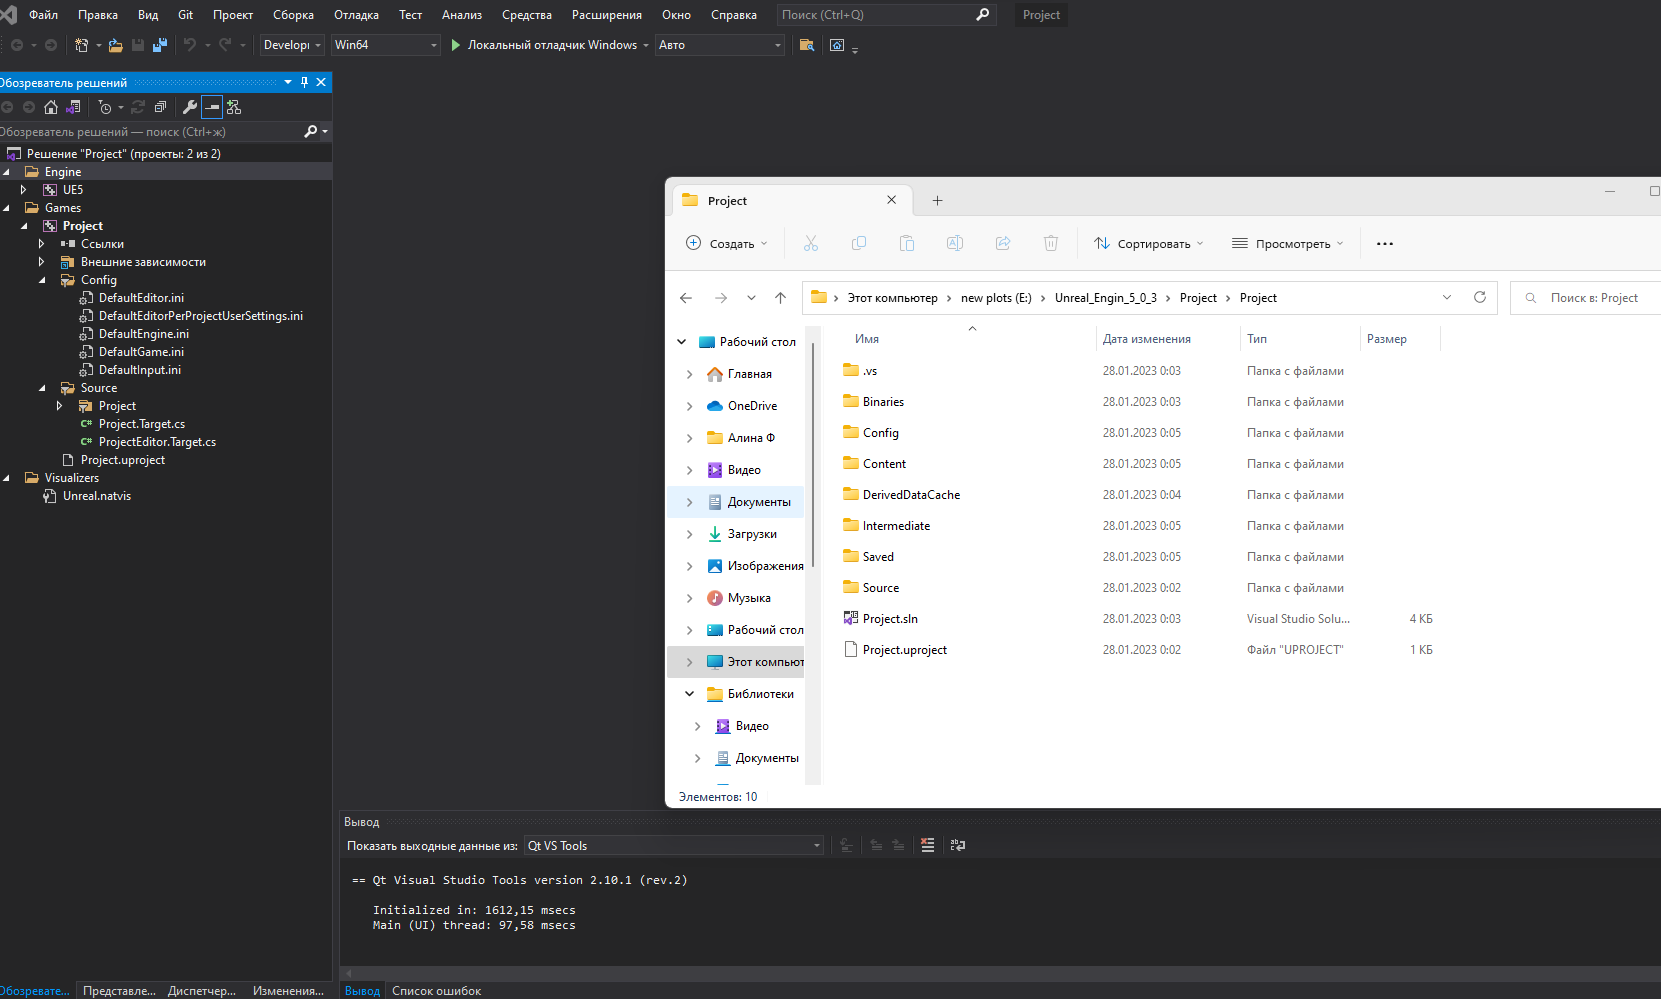 Файл Правка Вид Git Проект Сборка Отладка Тест Анализ Средства Расширения Окно Справка Поиск (Ctrl+Q) Project
Developi Win64 Локальный отладчик Windows Авто
Обозреватель решений
Обозреватель решений — поиск (Ctrl+ж)
Решение "Project" (проекты: 2 из 2)
Engine
UE5
Games
Project
Ссылки
Внешние зависимости
Config
DefaultEditor.ini
DefaultEditorPerProjectUserSettings.ini
DefaultEngine.ini
DefaultGame.ini
DefaultInput.ini
Source
Project
C# Project.Target.cs
C# ProjectEditor.Target.cs
Project.uproject
Visualizers
Unreal.natvis
Обозревате... Представле... Диспетчер... Изменения...
Project
Создать Сортировать Просмотреть
Этот компьютер new plots (E:) Unreal_Engin_5_0_3 Project Project Поиск в: Project
Рабочий стол
Главная
OneDrive
Алина Ф
Видео
Документы
Загрузки
Изображения
Музыка
Рабочий стол
Этот компьют
Библиотеки
Видео
Документы
Имя Дата изменения Тип Размер
.vs 28.01.2023 0:03 Папка с файлами
Binaries 28.01.2023 0:03 Папка с файлами
Config 28.01.2023 0:05 Папка с файлами
Content 28.01.2023 0:05 Папка с файлами
DerivedDataCache 28.01.2023 0:04 Папка с файлами
Intermediate 28.01.2023 0:05 Папка с файлами
Saved 28.01.2023 0:05 Папка с файлами
Source 28.01.2023 0:02 Папка с файлами
Project.sln 28.01.2023 0:03 Visual Studio Solu... 4 КБ
Project.uproject 28.01.2023 0:02 Файл "UPROJECT" 1 КБ
Элементов: 10
Вывод
Показать выходные данные из: Qt VS Tools
== Qt Visual Studio Tools version 2.10.1 (rev.2)
Initialized in: 1612,15 msecs
Main (UI) thread: 97,58 msecs
Вывод Список ошибок